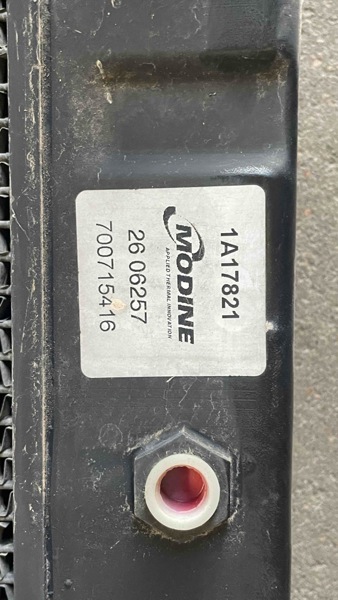 1A17821
MODINE
APPLIED THERMAL INNOVATION
26 06257
700715416